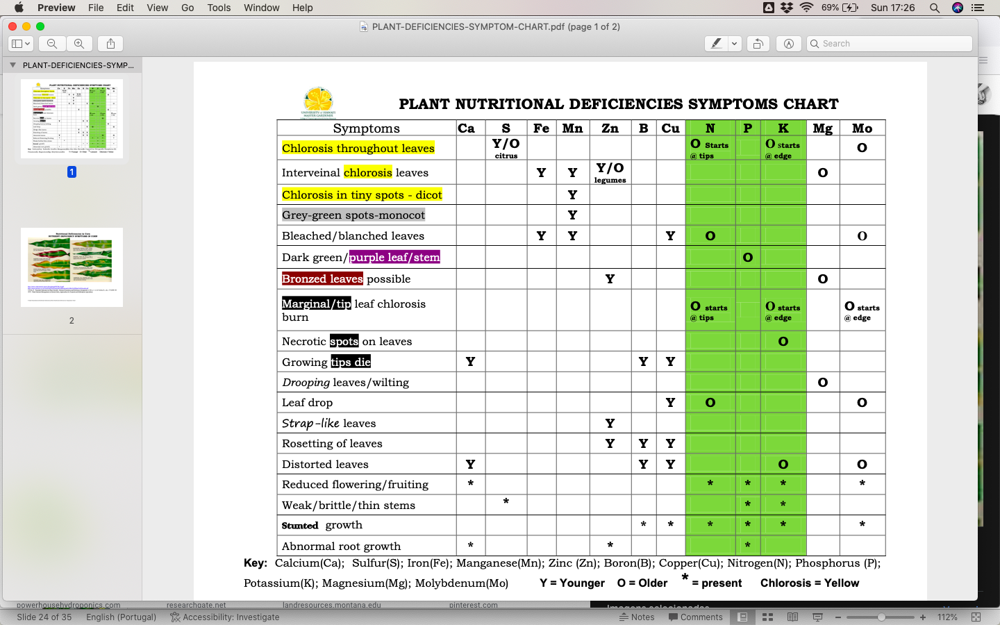 Preview File Edit View Go Tools Window Help 69% Sun 17:26
PLANT-DEFICIENCIES-SYMPTOM-CHART.pdf (page 1 of 2)
Search
PLANT-DEFICIENCIES-SYMP...
1
2
UNIVERSITY of HAWAII
MASTER GARDENER
PLANT NUTRITIONAL DEFICIENCIES SYMPTOMS CHART
Symptoms Ca S Fe Mn Zn B Cu N P K Mg Mo
Chlorosis throughout leaves Y/O citrus O Starts @ tips O Starts @ edge O
Interveinal chlorosis leaves Y Y Y/O legumes O
Chlorosis in tiny spots - dicot Y
Grey-green spots-monocot Y
Bleached/blanched leaves Y Y Y O O
Dark green/purple leaf/stem O
Bronzed leaves possible Y O
Marginal/tip leaf chlorosis burn O starts @ tips O starts @ edge O starts @ edge
Necrotic spots on leaves O
Growing tips die Y Y Y
Drooping leaves/wilting O
Leaf drop Y O O
Strap-like leaves Y
Rosetting of leaves Y Y Y
Distorted leaves Y Y Y O O
Reduced flowering/fruiting * * * * *
Weak/brittle/thin stems * * *
Stunted growth * * * * * *
Abnormal root growth * * *
Key: Calcium(Ca); Sulfur(S); Iron(Fe); Manganese(Mn); Zinc (Zn); Boron(B); Copper(Cu); Nitrogen(N); Phosphorus (P);
Potassium(K); Magnesium(Mg); Molybdenum(Mo) Y = Younger O = Older * = present Chlorosis = Yellow
powerhousehydroponics.com researchgate.net landresources.montana.edu pinterest.com
Slide 24 of 35 English (Portugal) Accessibility: Investigate Notes Comments 112%